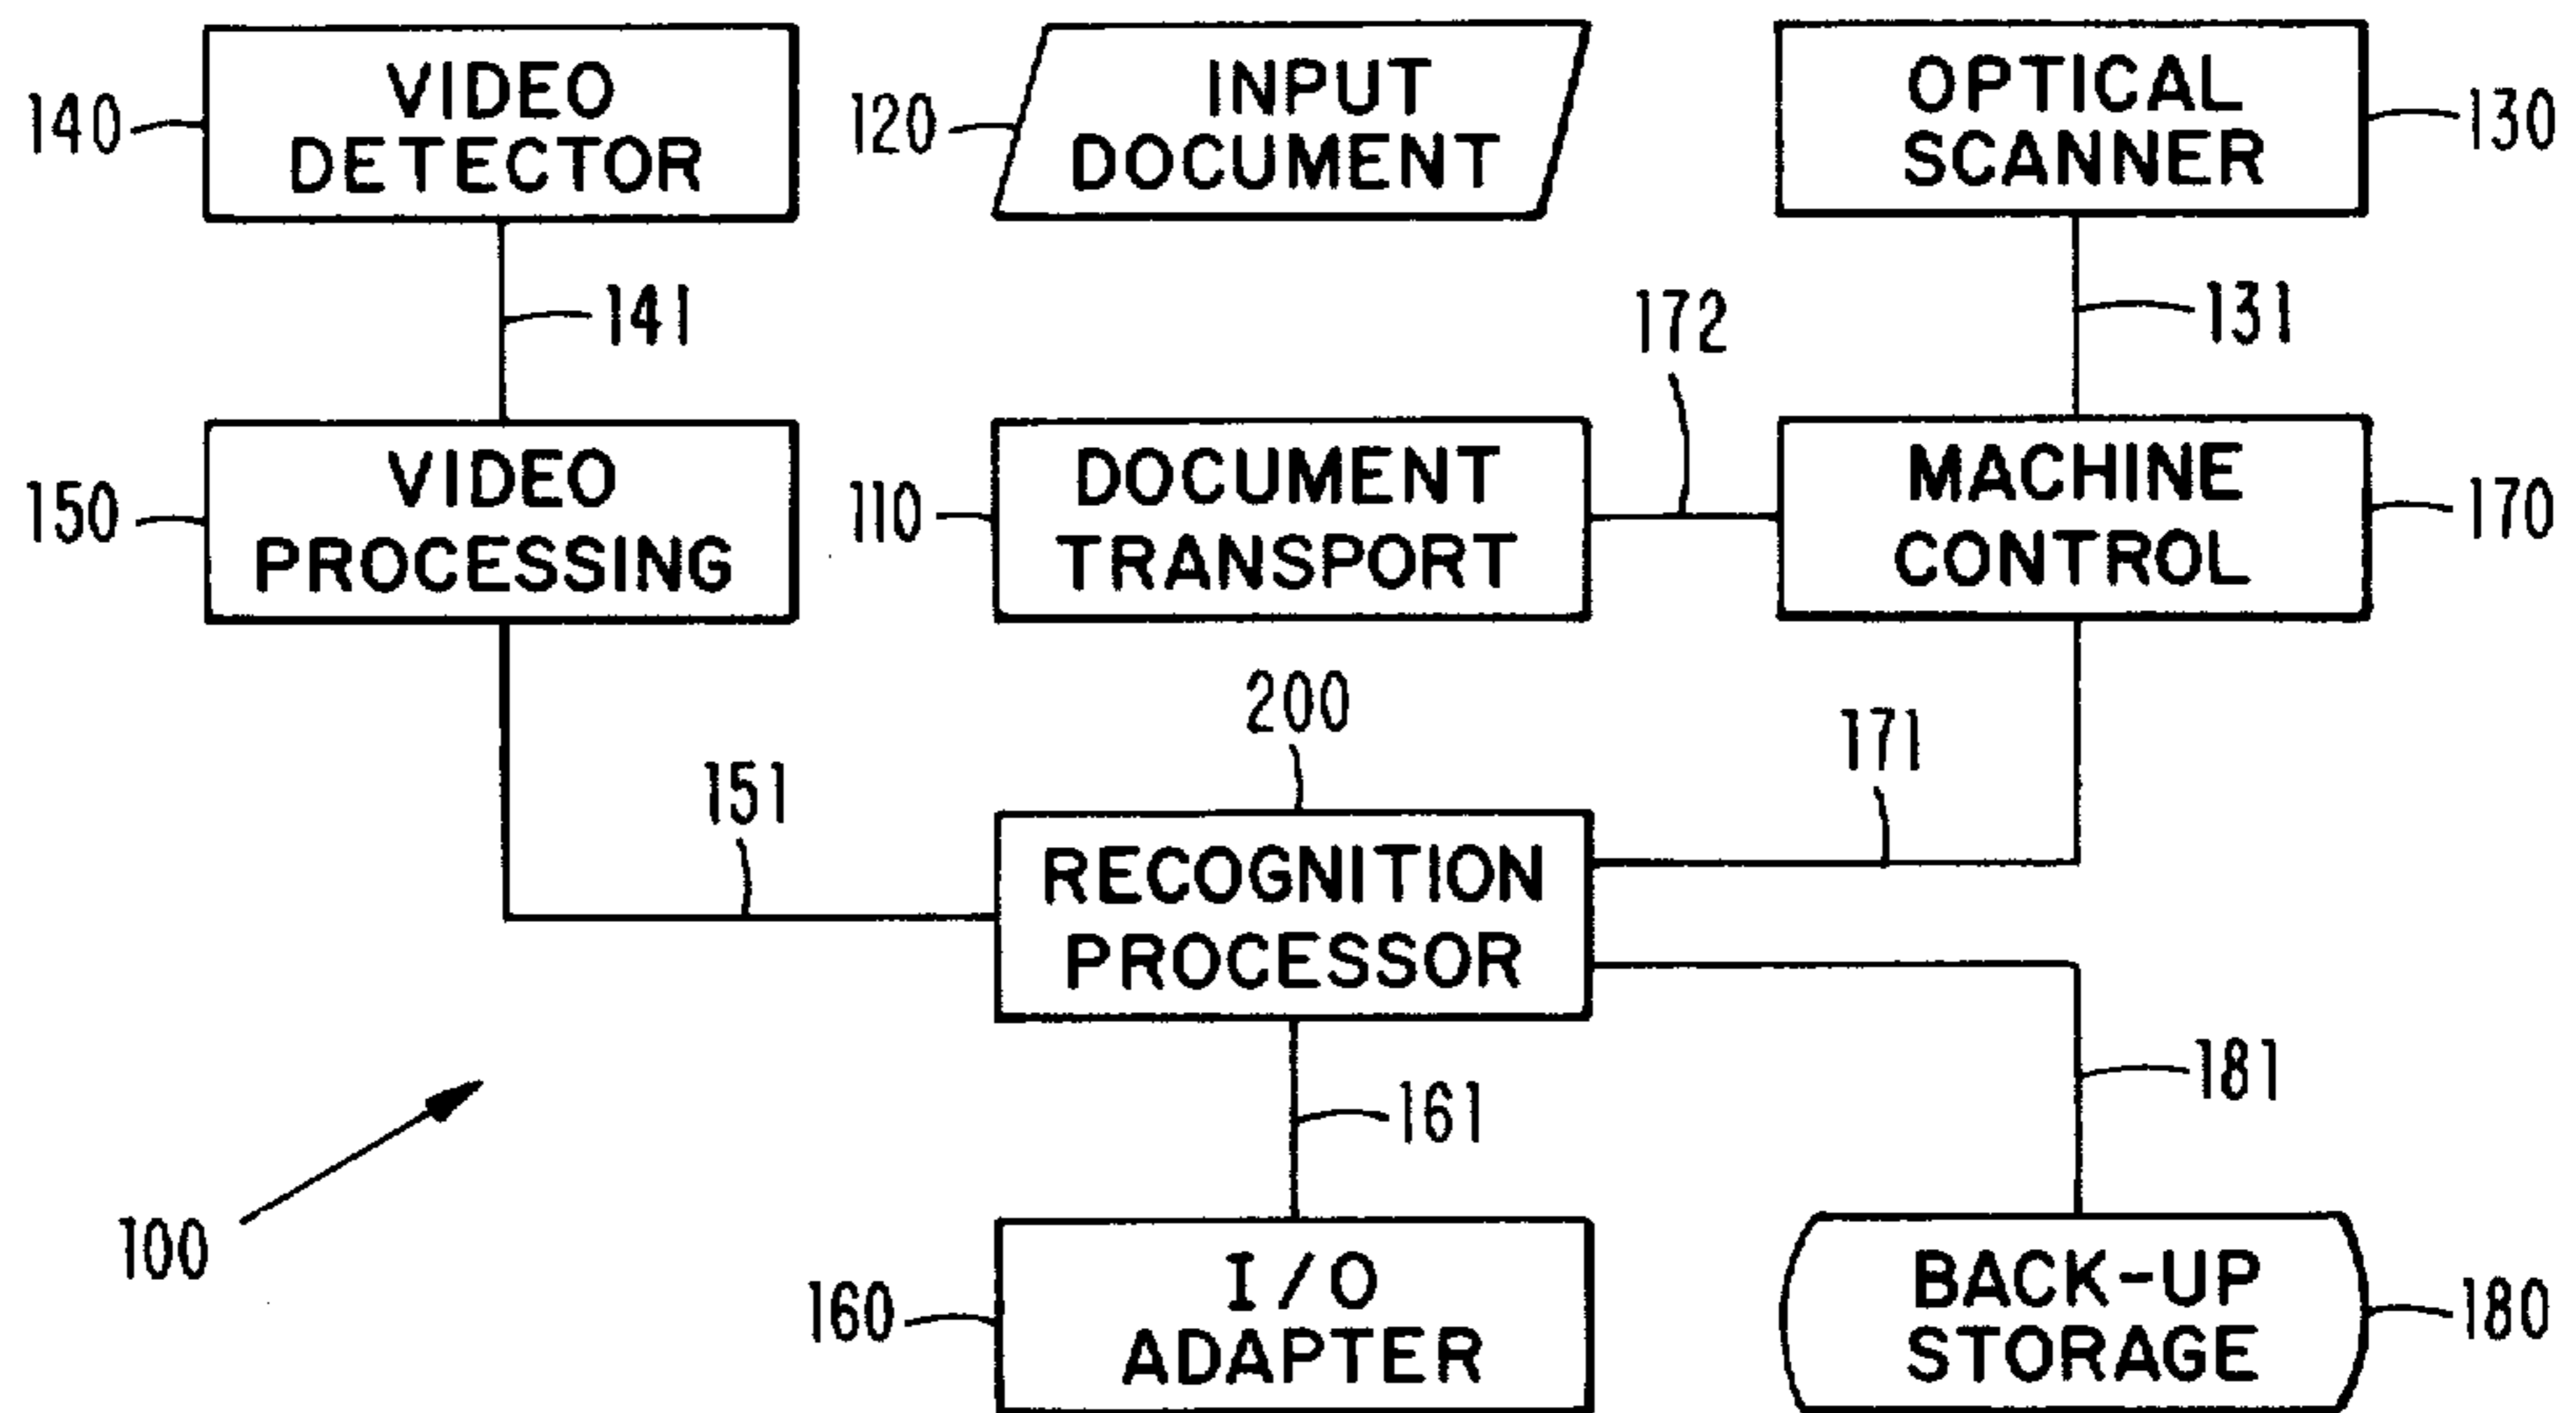 140
VIDEO
DETECTOR
120
INPUT
DOCUMENT
OPTICAL
SCANNER
130
141
172
131
150
VIDEO
PROCESSING
110
DOCUMENT
TRANSPORT
MACHINE
CONTROL
170
200
171
151
RECOGNITION
PROCESSOR
181
161
100
160
I/O
ADAPTER
BACK-UP
STORAGE
180